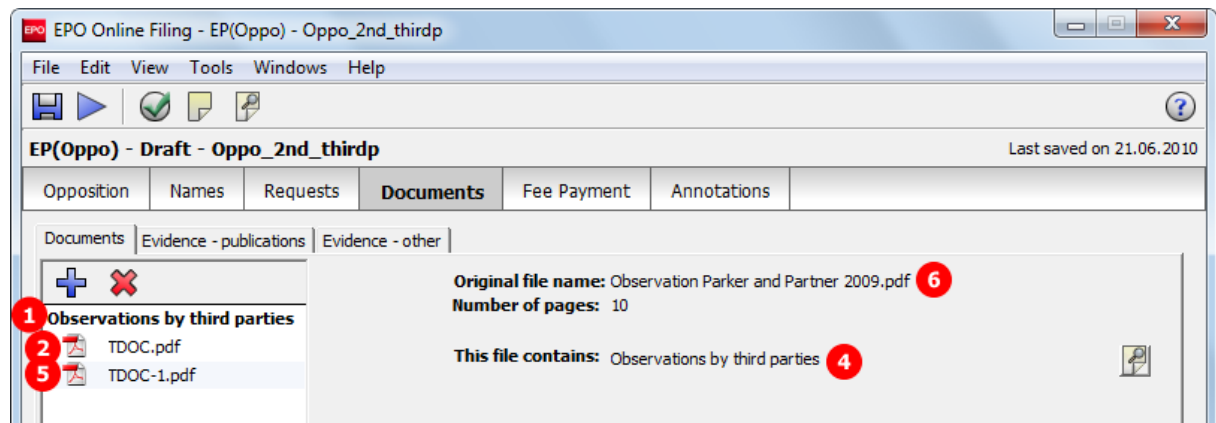 EPO EPO Online Filing - EP(Oppo) - Oppo_2nd_thirdp X
File Edit View Tools Windows Help
?
EP(Oppo) - Draft - Oppo_2nd_thirdp Last saved on 21.06.2010
Opposition Names Requests Documents Fee Payment Annotations
Documents Evidence - publications Evidence - other
Original file name: Observation Parker and Partner 2009.pdf 6
Number of pages: 10
1 Observations by third parties
2 TDOC.pdf
This file contains: Observations by third parties 4
5 TDOC-1.pdf